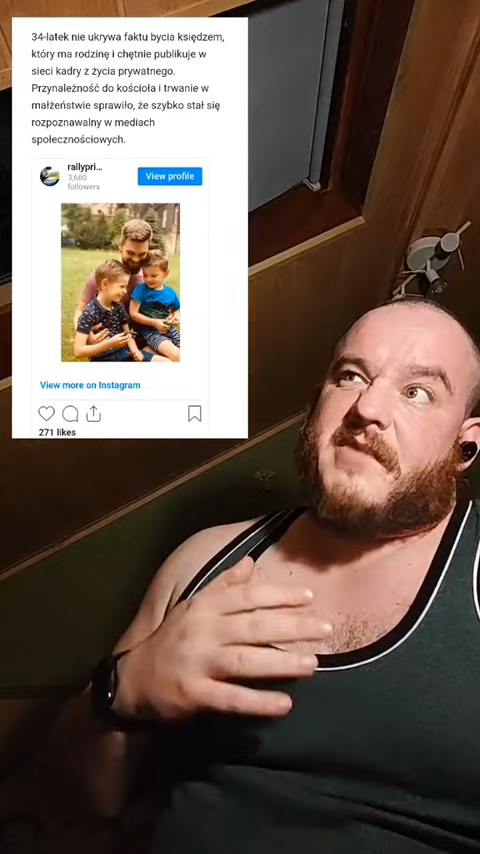 34-latek nie ukrywa faktu bycia księdzem,
który ma rodzinę i chętnie publikuje w
sieci kadry z życia prywatnego.
Przynależność do kościoła i trwanie w
małżeństwie sprawiło, że szybko stał się
rozpoznawalny w mediach
społecznościowych.
rallypri...
3,660
followers
View profile
View more on Instagram
271 likes